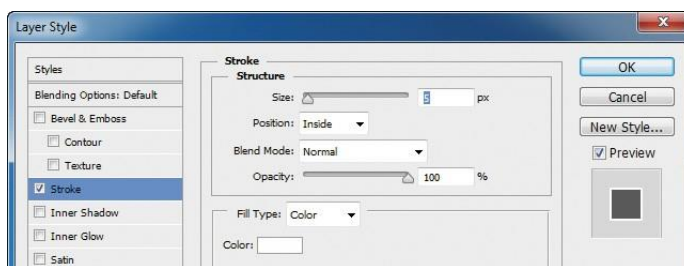 Layer Style
Styles
Blending Options: Default
Bevel & Emboss
Contour
Texture
Stroke
Inner Shadow
Inner Glow
Satin
Stroke
Structure
Size: 5 px
Position: Inside
Blend Mode: Normal
Opacity: 100 %
Fill Type: Color
Color:
OK
Cancel
New Style...
Preview